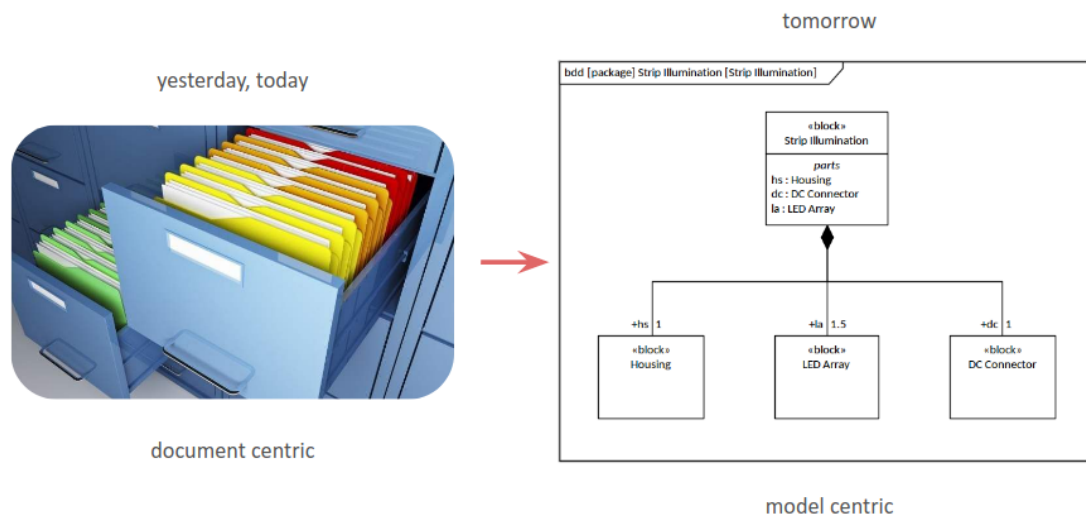 yesterday, today
document centric
tomorrow
bdd [package] Strip Illumination [Strip Illumination]
«block»
Strip Illumination
parts
hs : Housing
dc : DC Connector
la : LED Array
+hs 1
+la 1.5
+dc 1
«block»
Housing
«block»
LED Array
«block»
DC Connector
model centric